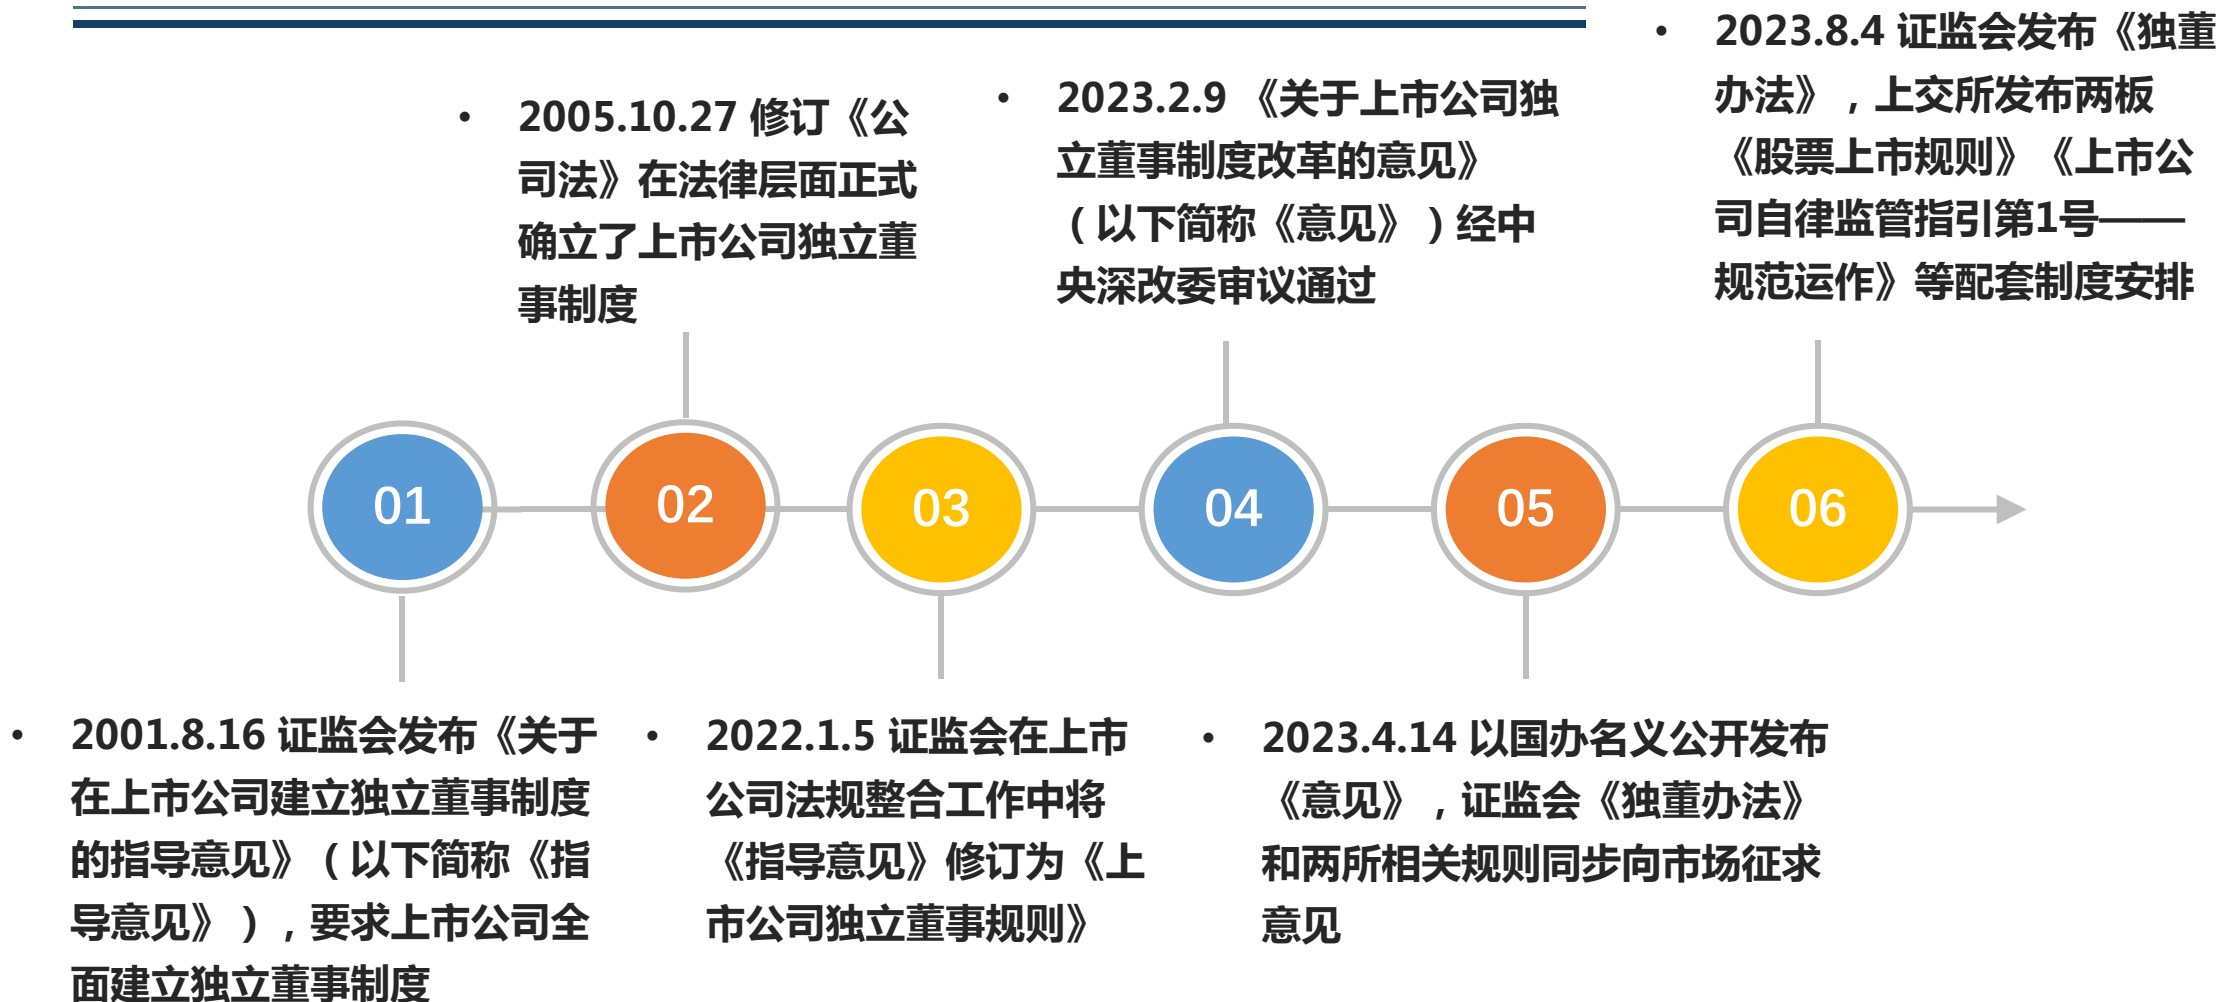 • 2023.8.4 证监会发布《独董
办法》，上交所发布两板
《股票上市规则》《上市公
司自律监管指引第1号——
规范运作》等配套制度安排
• 2005.10.27 修订《公
司法》在法律层面正式
确立了上市公司独立董
事制度
• 2023.2.9 《关于上市公司独
立董事制度改革的意见》
（以下简称《意见》）经中
央深改委审议通过
01
02
03
04
05
06
• 2001.8.16 证监会发布《关于
在上市公司建立独立董事制度
的指导意见》（以下简称《指
导意见》），要求上市公司全
面建立独立董事制度
• 2022.1.5 证监会在上市
公司法规整合工作中将
《指导意见》修订为《上
市公司独立董事规则》
• 2023.4.14 以国办名义公开发布
《意见》，证监会《独董办法》
和两所相关规则同步向市场征求
意见